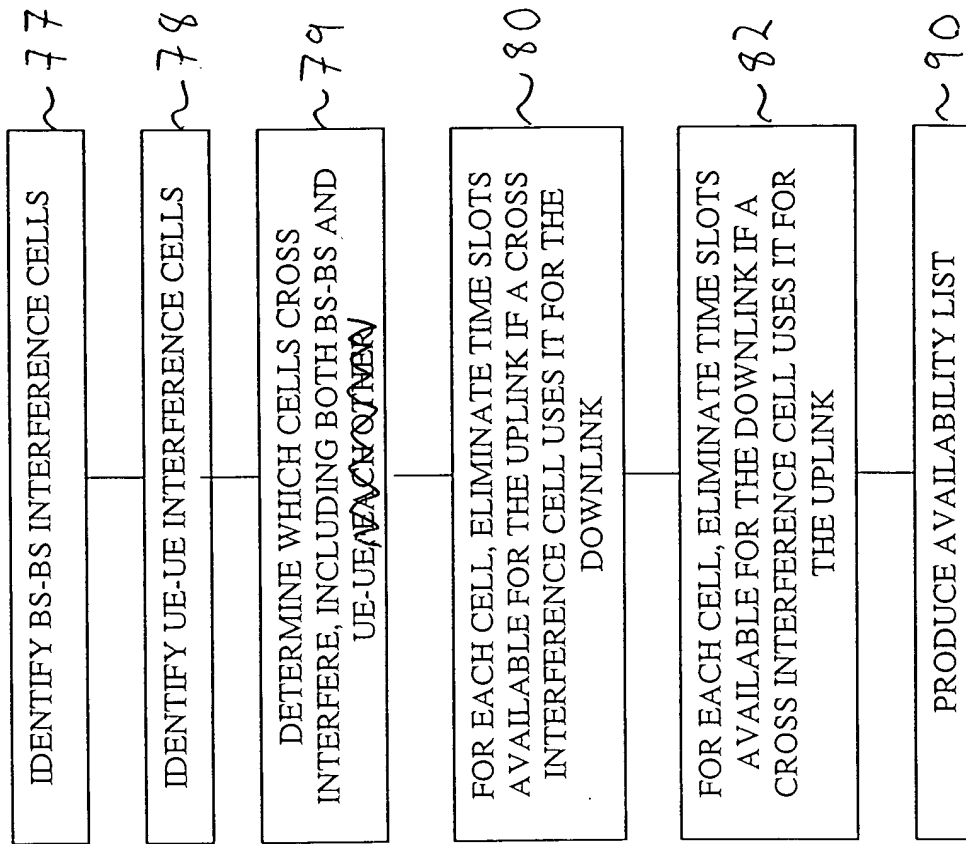 IDENTIFY BS-BS INTERFERENCE CELLS
~77
IDENTIFY UE-UE INTERFERENCE CELLS
~78
DETERMINE WHICH CELLS CROSS
INTERFERE, INCLUDING BOTH BS-BS AND
UE-UE, EACH OTHER
~79
FOR EACH CELL, ELIMINATE TIME SLOTS
AVAILABLE FOR THE UPLINK IF A CROSS
INTERFERENCE CELL USES IT FOR THE
DOWNLINK
~80
FOR EACH CELL, ELIMINATE TIME SLOTS
AVAILABLE FOR THE DOWNLINK IF A
CROSS INTERFERENCE CELL USES IT FOR
THE UPLINK
~82
PRODUCE AVAILABILITY LIST
~90